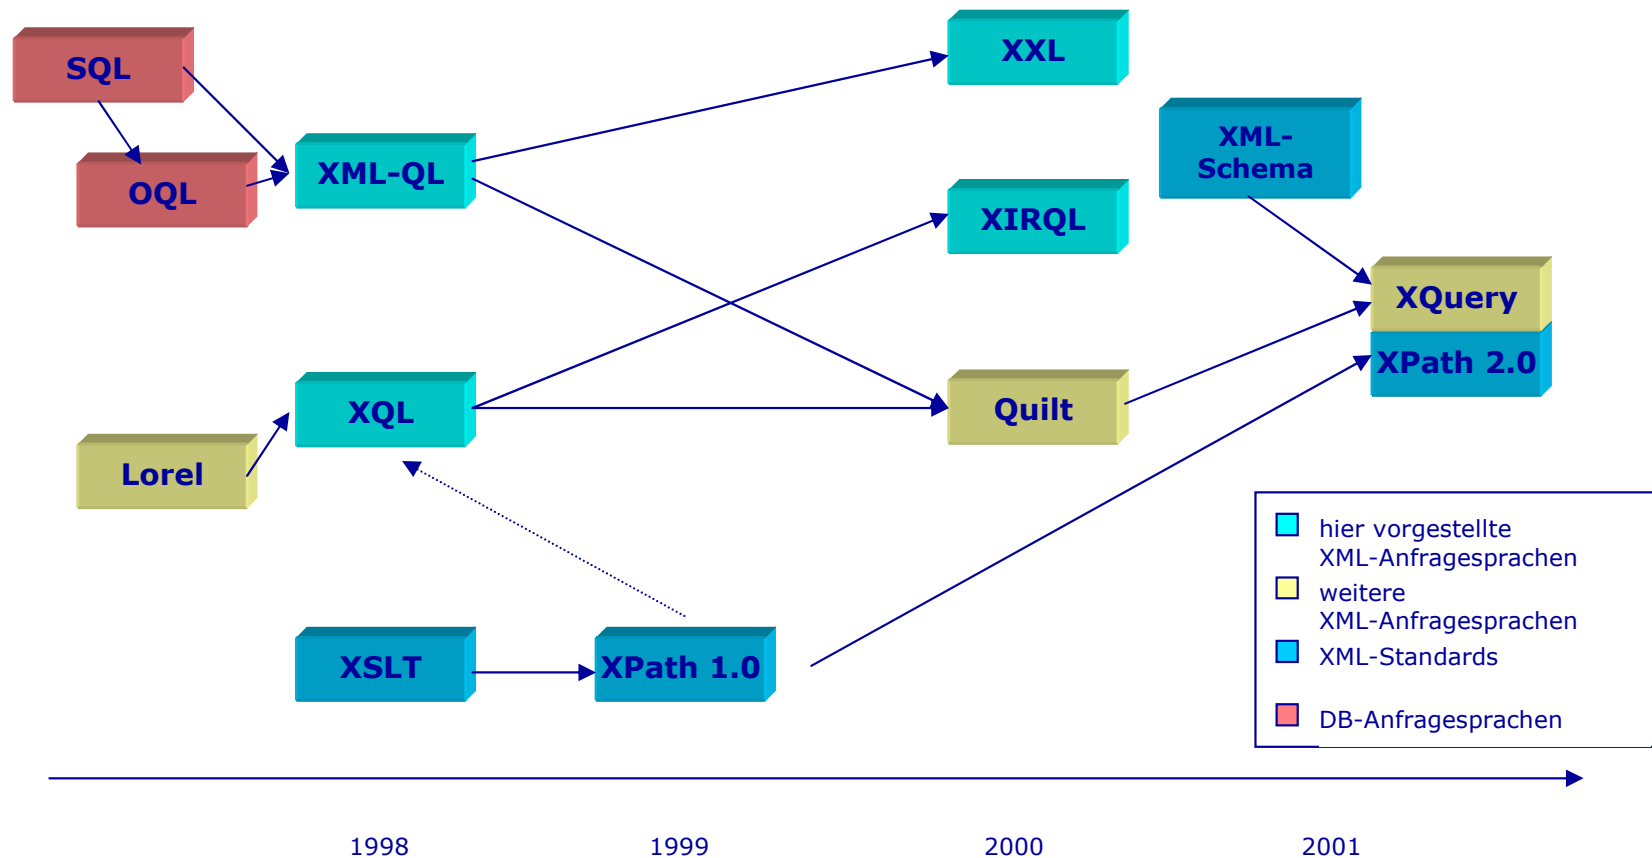 SQL
OQL
XML-QL
XXL
XML-
Schema
XIRQL
XQuery
XPath 2.0
XQL
Quilt
Lorel
XSLT
XPath 1.0
hier vorgestellte
XML-Anfragesprachen
weitere
XML-Anfragesprachen
XML-Standards
DB-Anfragesprachen
1998
1999
2000
2001